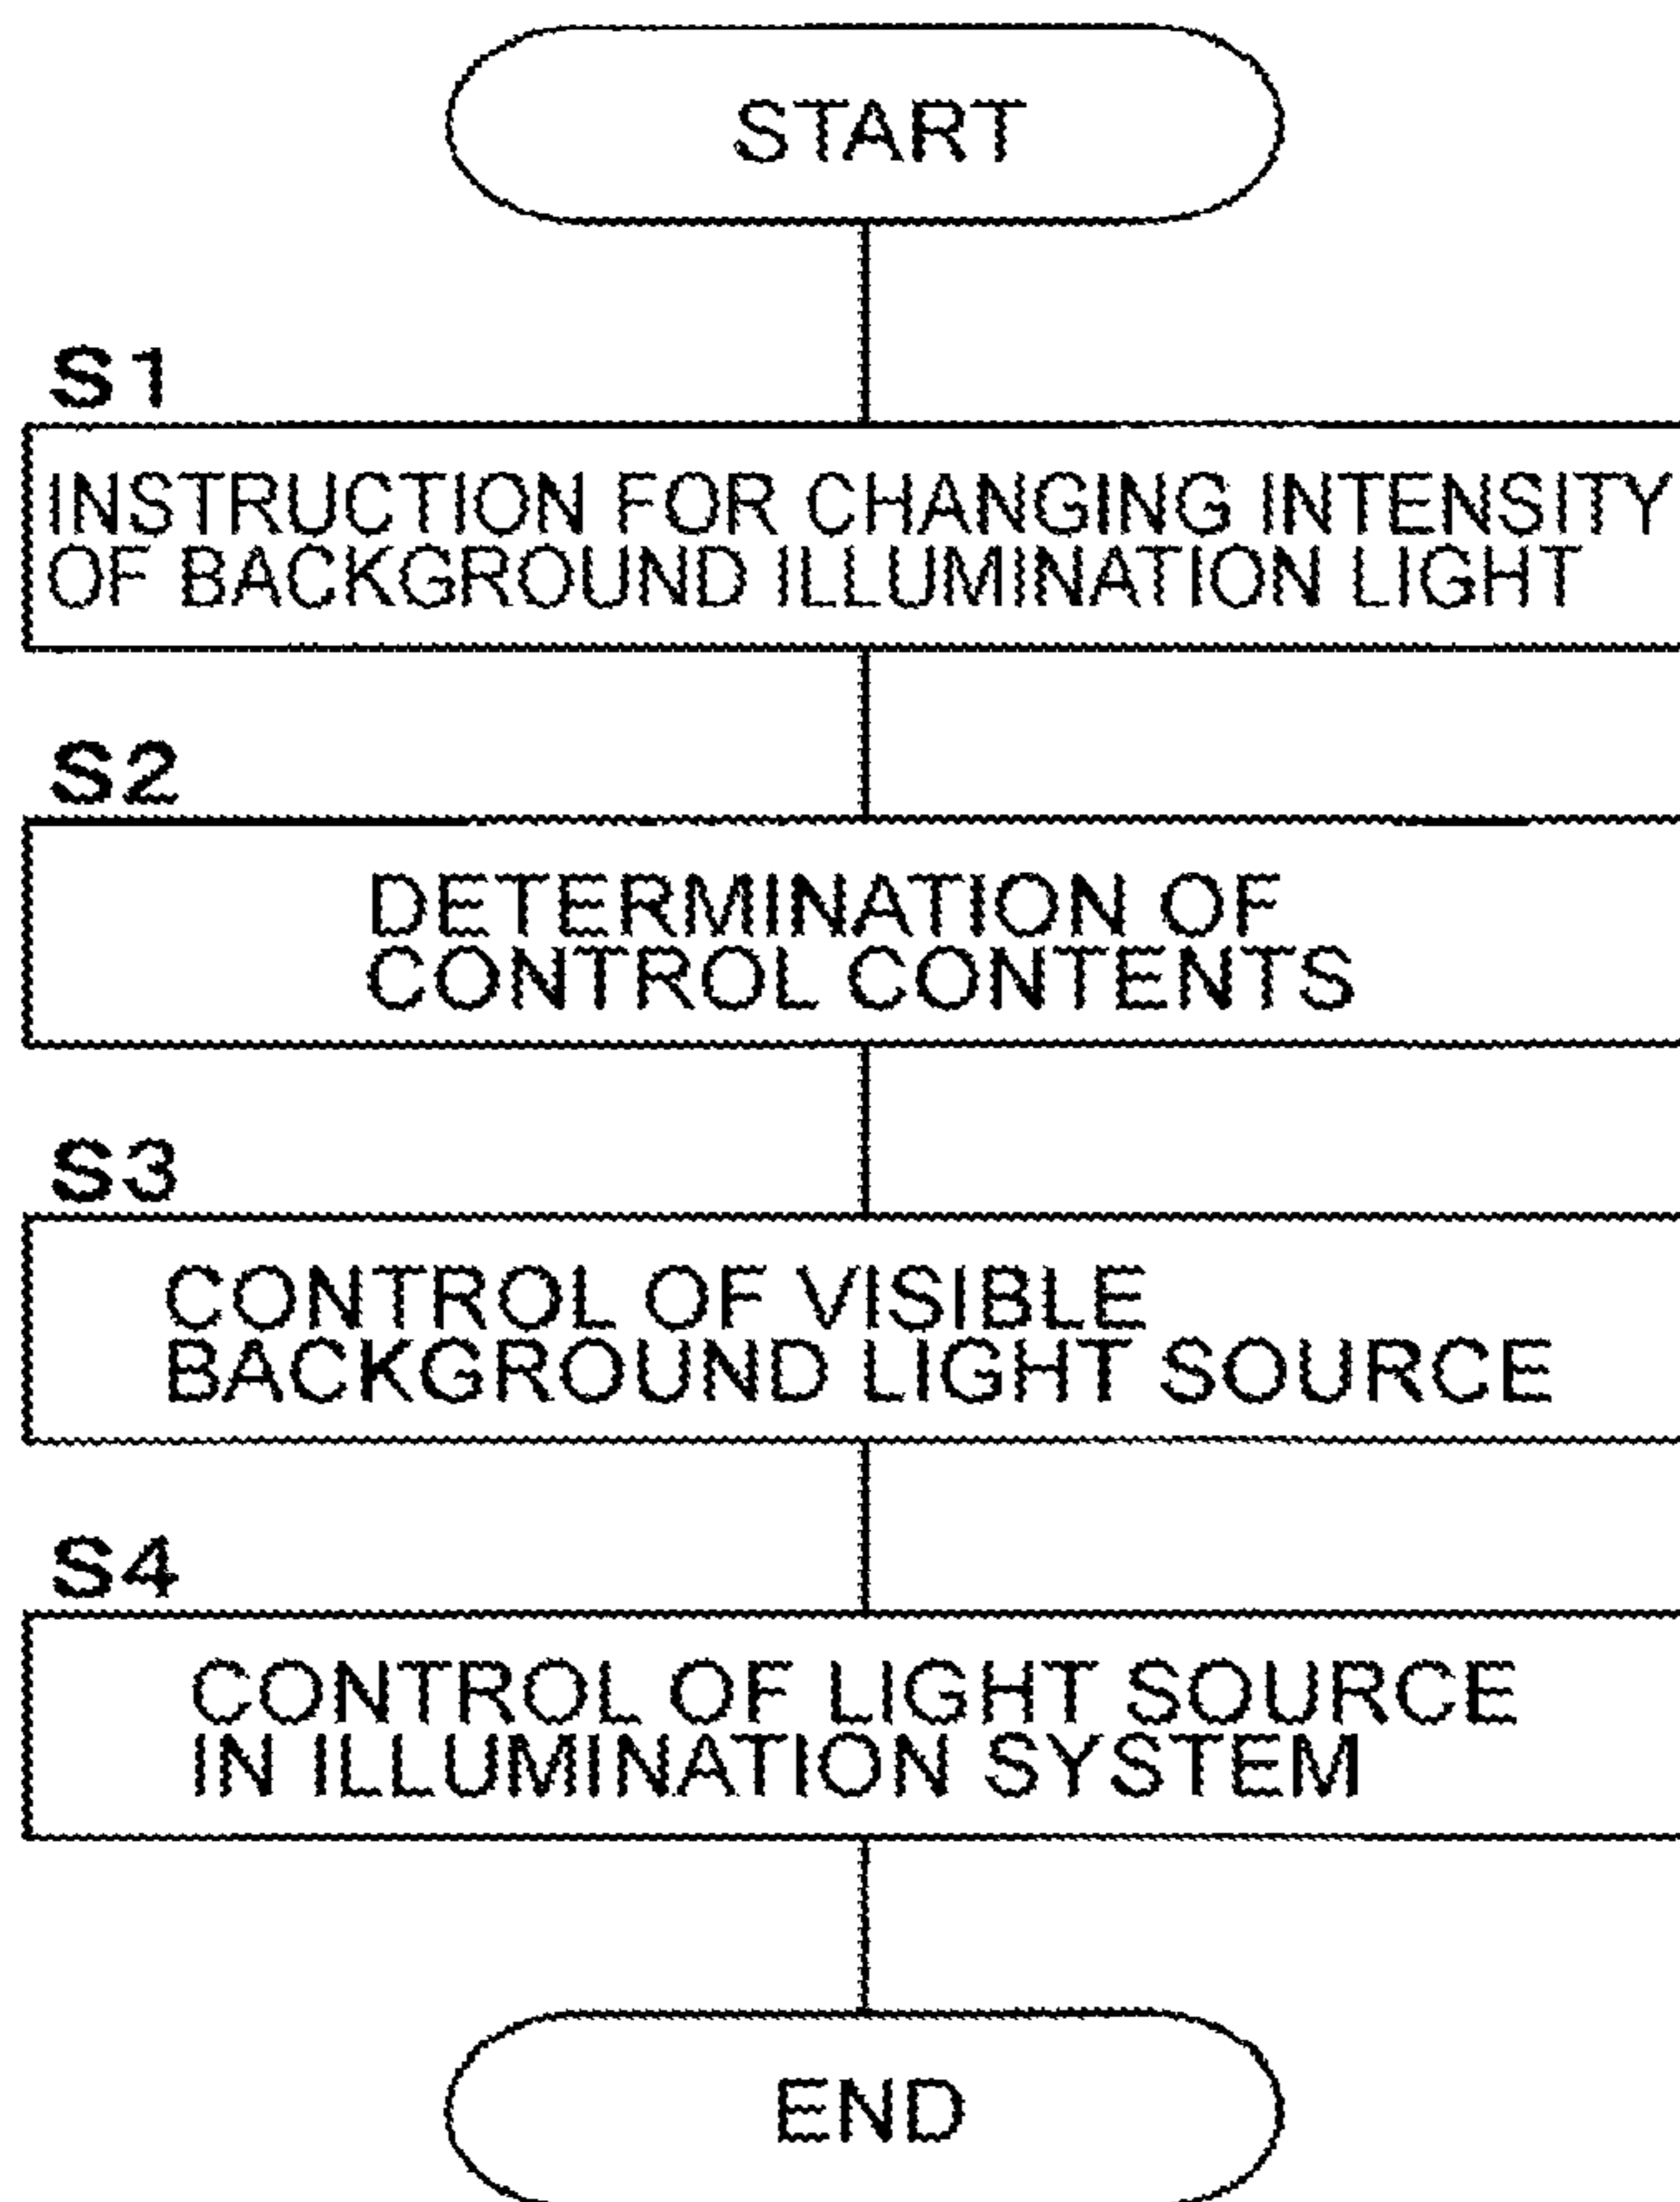 START
S1
INSTRUCTION FOR CHANGING INTENSITY
OF BACKGROUND ILLUMINATION LIGHT
S2
DETERMINATION OF
CONTROL CONTENTS
S3
CONTROL OF VISIBLE
BACKGROUND LIGHT SOURCE
S4
CONTROL OF LIGHT SOURCE
IN ILLUMINATION SYSTEM
END